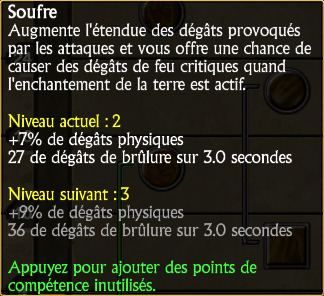 Soufre
Augmente l'étendue des dégâts provoqués
par les attaques et vous offre une chance de
causer des dégâts de feu critiques quand
l'enchantement de la terre est actif.
Niveau actuel : 2
+7% de dégâts physiques
27 de dégâts de brûlure sur 3.0 secondes
Niveau suivant : 3
+9% de dégâts physiques
36 de dégâts de brûlure sur 3.0 secondes
Appuyez pour ajouter des points de
compétence inutilisés.